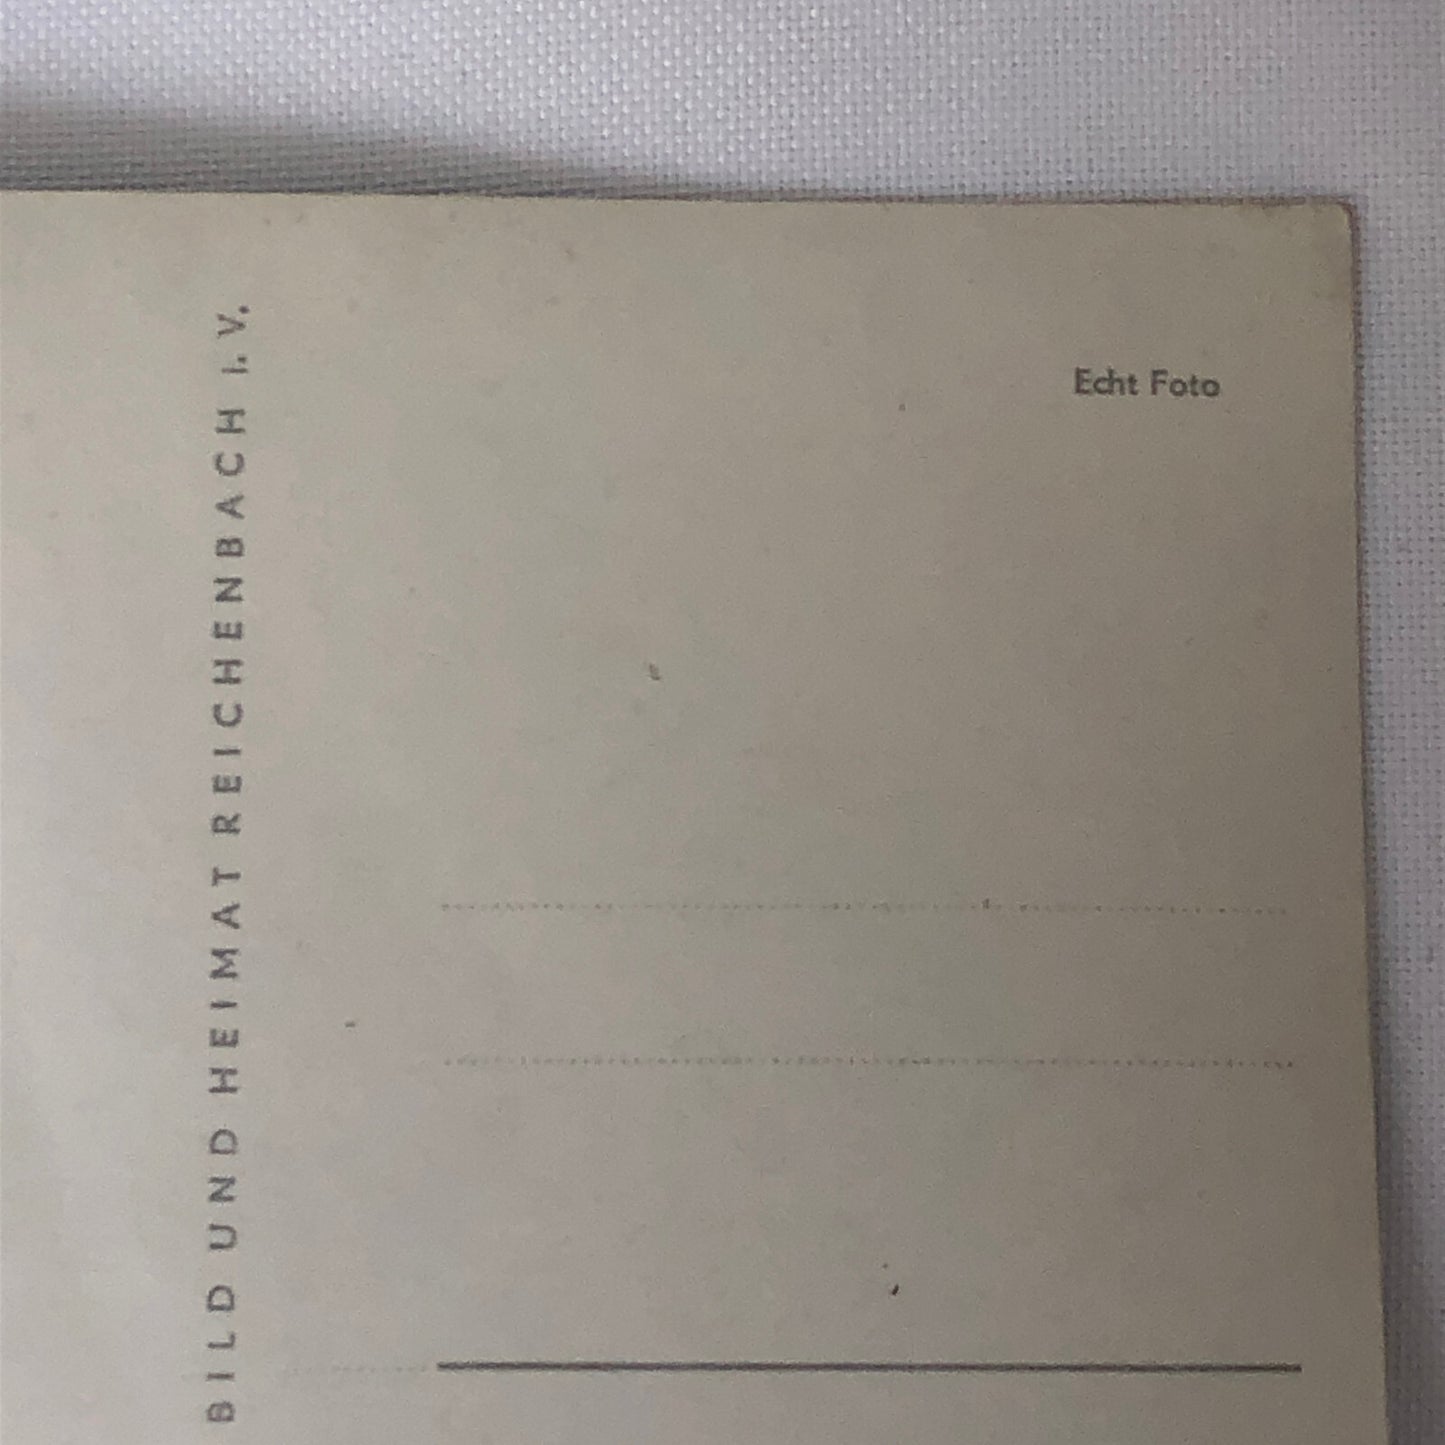 BILD UND HEIMAT REICHENBACH i. V.
Echt Foto